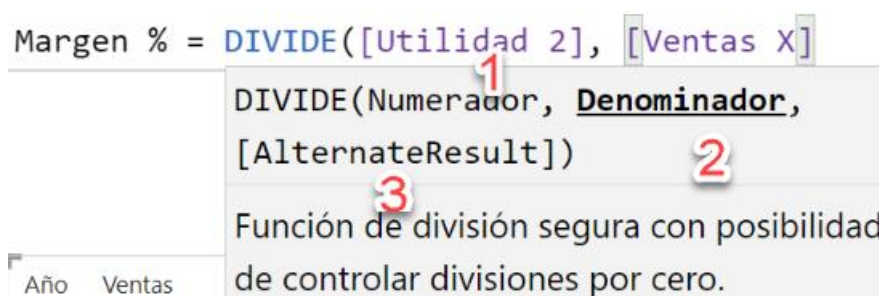 Margen % = DIVIDE([Utilidad 2], [Ventas X]
1
DIVIDE(Numerador, Denominador,
[AlternateResult])
2
3
Función de división segura con posibilidad
de controlar divisiones por cero.
Año Ventas